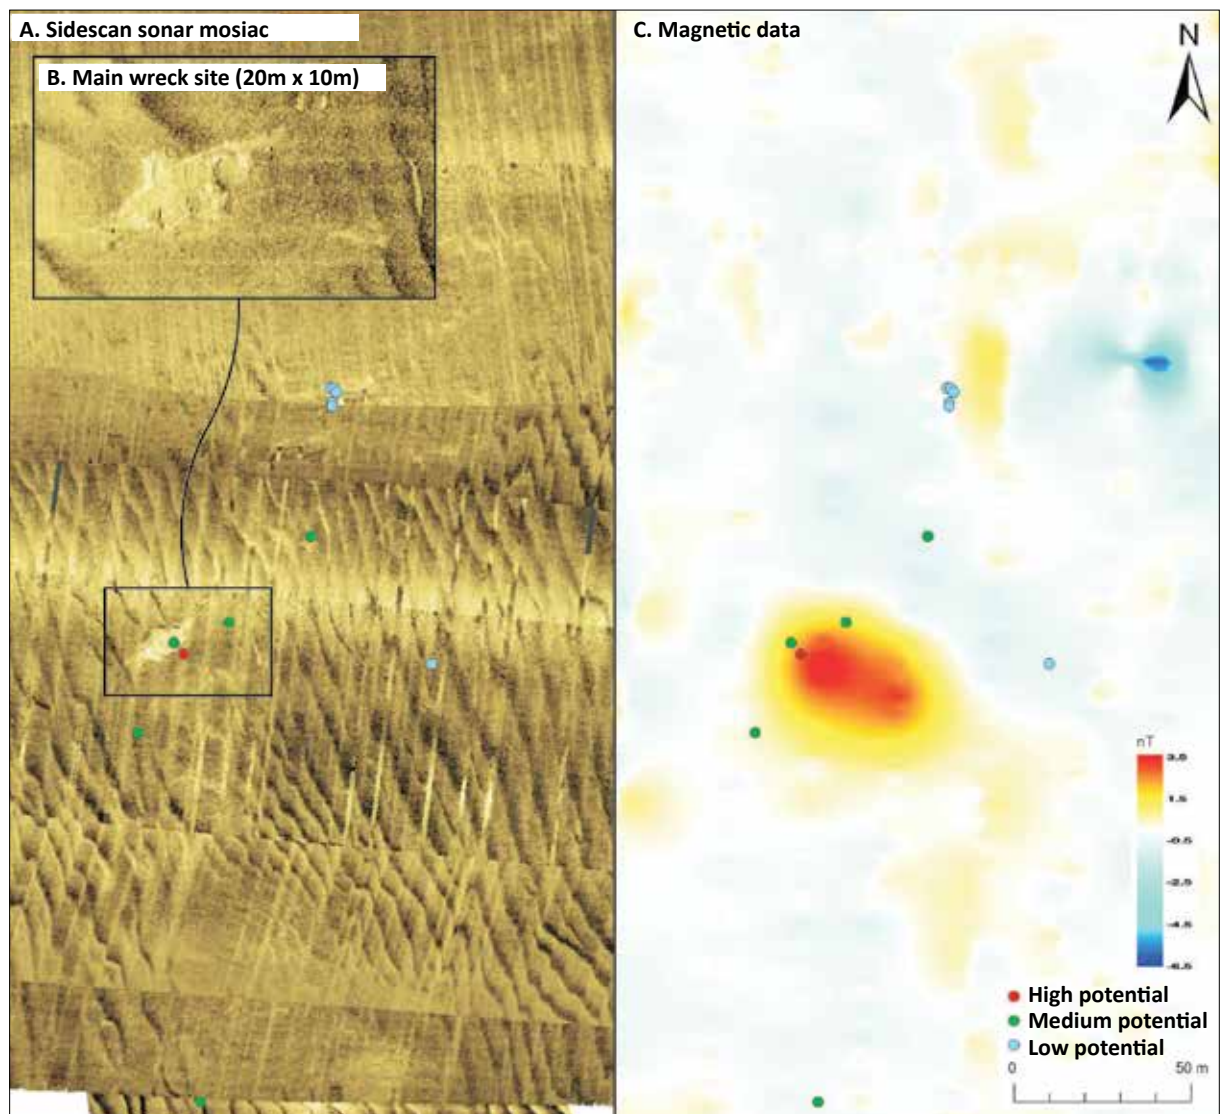 A. Sidescan sonar mosiac
B. Main wreck site (20m x 10m)
C. Magnetic data
N
nT
3.5
1.5
-0.5
-2.5
-4.5
-6.5
High potential
Medium potential
Low potential
0 50 m